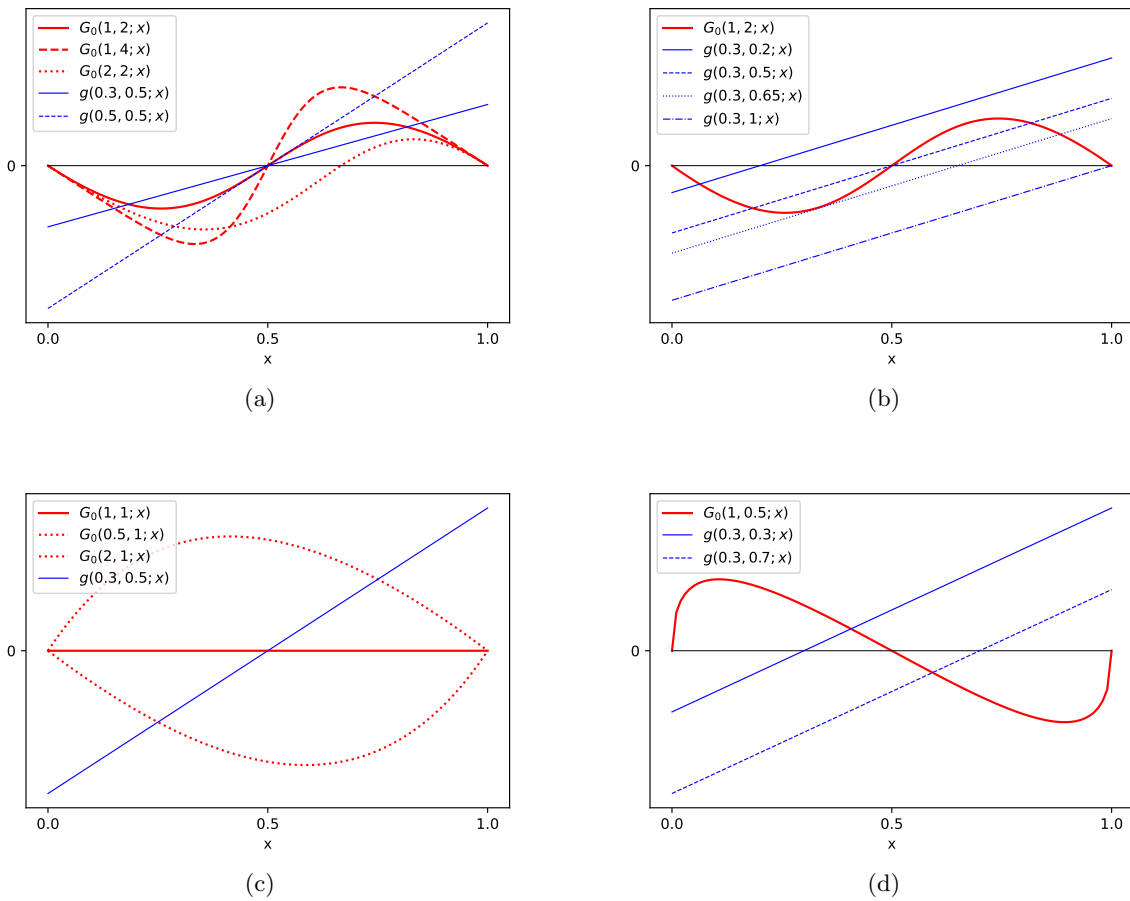 G₀(1, 2; x)
G₀(1, 4; x)
G₀(2, 2; x)
g(0.3, 0.5; x)
g(0.5, 0.5; x)
0
0.0 0.5 1.0
x
(a)
G₀(1, 2; x)
g(0.3, 0.2; x)
g(0.3, 0.5; x)
g(0.3, 0.65; x)
g(0.3, 1; x)
0
0.0 0.5 1.0
x
(b)
G₀(1, 1; x)
G₀(0.5, 1; x)
G₀(2, 1; x)
g(0.3, 0.5; x)
0
0.0 0.5 1.0
x
(c)
G₀(1, 0.5; x)
g(0.3, 0.3; x)
g(0.3, 0.7; x)
0
0.0 0.5 1.0
x
(d)